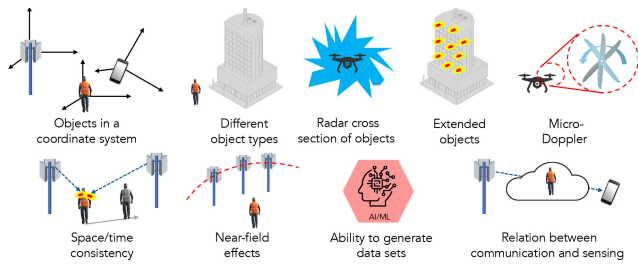 Objects in a
coordinate system
Different
object types
Radar cross
section of objects
Extended
objects
Micro-
Doppler
Space/time
consistency
Near-field
effects
AI/ML
Ability to generate
data sets
Relation between
communication and sensing